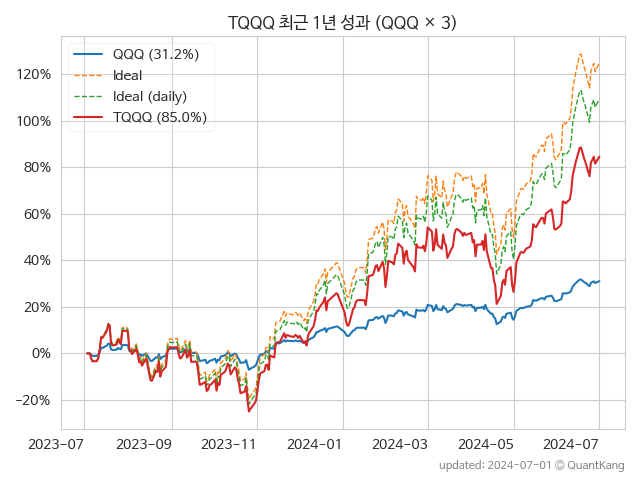 TQQQ 최근 1년 성과 (QQQ × 3)
QQQ (31.2%)
Ideal
Ideal (daily)
TQQQ (85.0%)
120%
100%
80%
60%
40%
20%
0%
−20%
2023−07
2023−09
2023−11
2024−01
2024−03
2024−05
2024−07
updated: 2024−07−01 © QuantKang